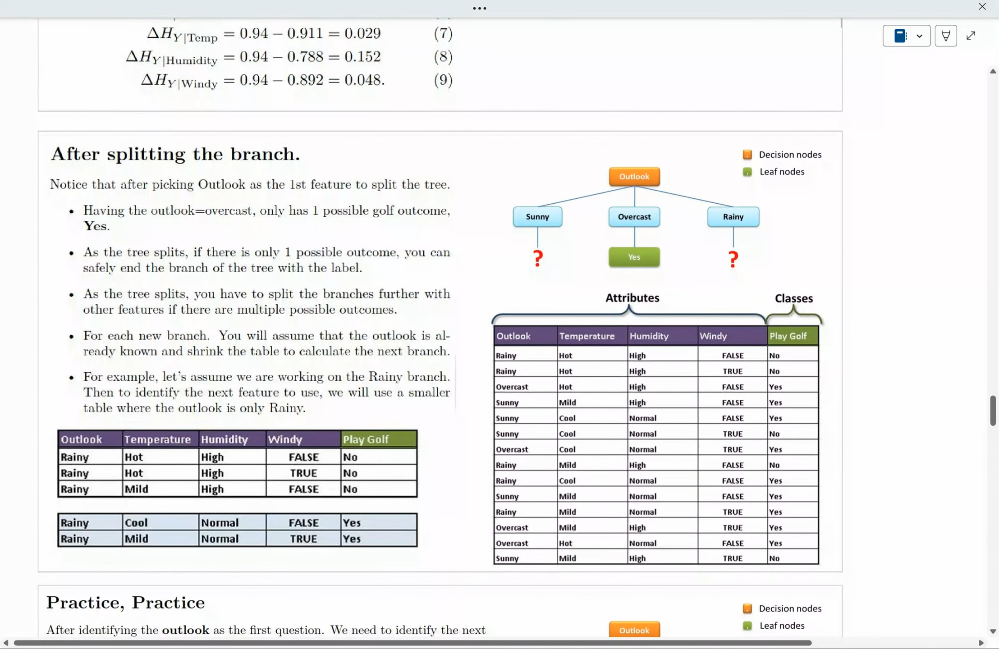 ΔH_{Y|Temp} = 0.94 − 0.911 = 0.029 (7)
ΔH_{Y|Humidity} = 0.94 − 0.788 = 0.152 (8)
ΔH_{Y|Windy} = 0.94 − 0.892 = 0.048. (9)
After splitting the branch.
Notice that after picking Outlook as the 1st feature to split the tree.
• Having the outlook=overcast, only has 1 possible golf outcome,
Yes.
• As the tree splits, if there is only 1 possible outcome, you can
safely end the branch of the tree with the label.
• As the tree splits, you have to split the branches further with
other features if there are multiple possible outcomes.
• For each new branch. You will assume that the outlook is al-
ready known and shrink the table to calculate the next branch.
• For example, let's assume we are working on the Rainy branch.
Then to identify the next feature to use, we will use a smaller
table where the outlook is only Rainy.
Outlook Temperature Humidity Windy Play Golf
Rainy Hot High FALSE No
Rainy Hot High TRUE No
Rainy Mild High FALSE No
Rainy Cool Normal FALSE Yes
Rainy Mild Normal TRUE Yes
Decision nodes
Leaf nodes
Outlook
Sunny Overcast Rainy
? Yes ?
Attributes Classes
Outlook Temperature Humidity Windy Play Golf
Rainy Hot High FALSE No
Rainy Hot High TRUE No
Overcast Hot High FALSE Yes
Sunny Mild High FALSE Yes
Sunny Cool Normal FALSE Yes
Sunny Cool Normal TRUE No
Overcast Cool Normal TRUE Yes
Rainy Mild High FALSE No
Rainy Cool Normal FALSE Yes
Sunny Mild Normal FALSE Yes
Rainy Mild Normal TRUE Yes
Overcast Mild High TRUE Yes
Overcast Hot Normal FALSE Yes
Sunny Mild High TRUE No
Practice, Practice
After identifying the outlook as the first question. We need to identify the next
Decision nodes
Leaf nodes
Outlook